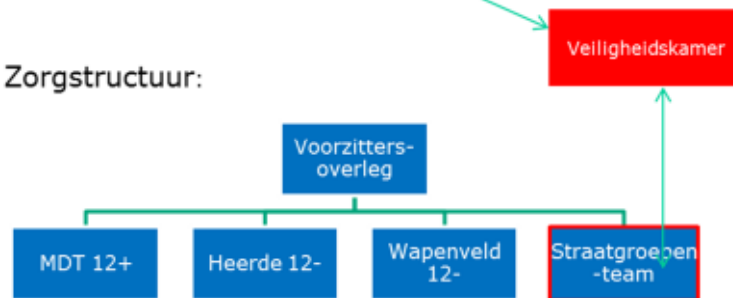 Veiligheidskamer
Zorgstructuur:
Voorzitters-
overleg
MDT 12+
Heerde 12-
Wapenveld
12-
Straatgroepen
-team